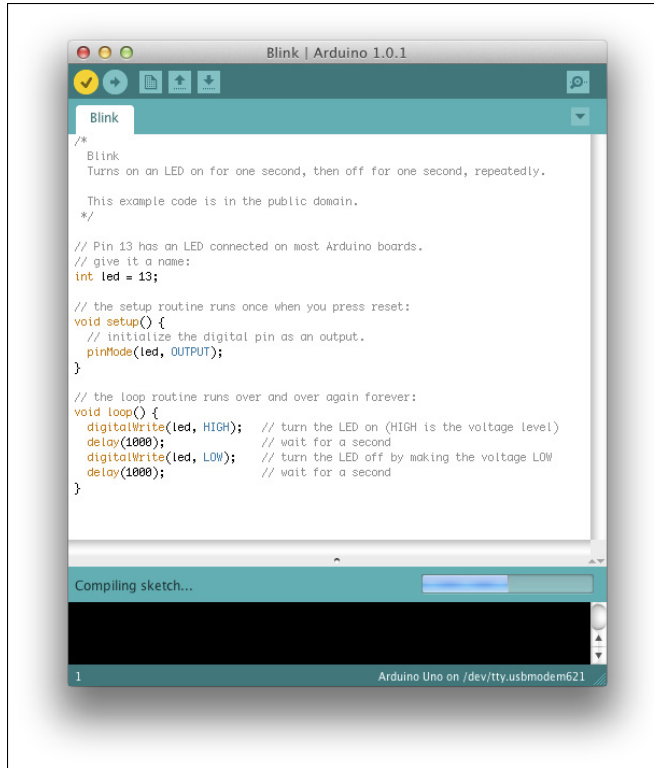 Blink | Arduino 1.0.1
Blink
/*
  Blink
  Turns on an LED on for one second, then off for one second, repeatedly.

  This example code is in the public domain.
 */

// Pin 13 has an LED connected on most Arduino boards.
// give it a name:
int led = 13;

// the setup routine runs once when you press reset:
void setup() {
  // initialize the digital pin as an output.
  pinMode(led, OUTPUT);
}

// the loop routine runs over and over again forever:
void loop() {
  digitalWrite(led, HIGH);   // turn the LED on (HIGH is the voltage level)
  delay(1000);               // wait for a second
  digitalWrite(led, LOW);    // turn the LED off by making the voltage LOW
  delay(1000);               // wait for a second
}
Compiling sketch...
1 Arduino Uno on /dev/tty.usbmodem621